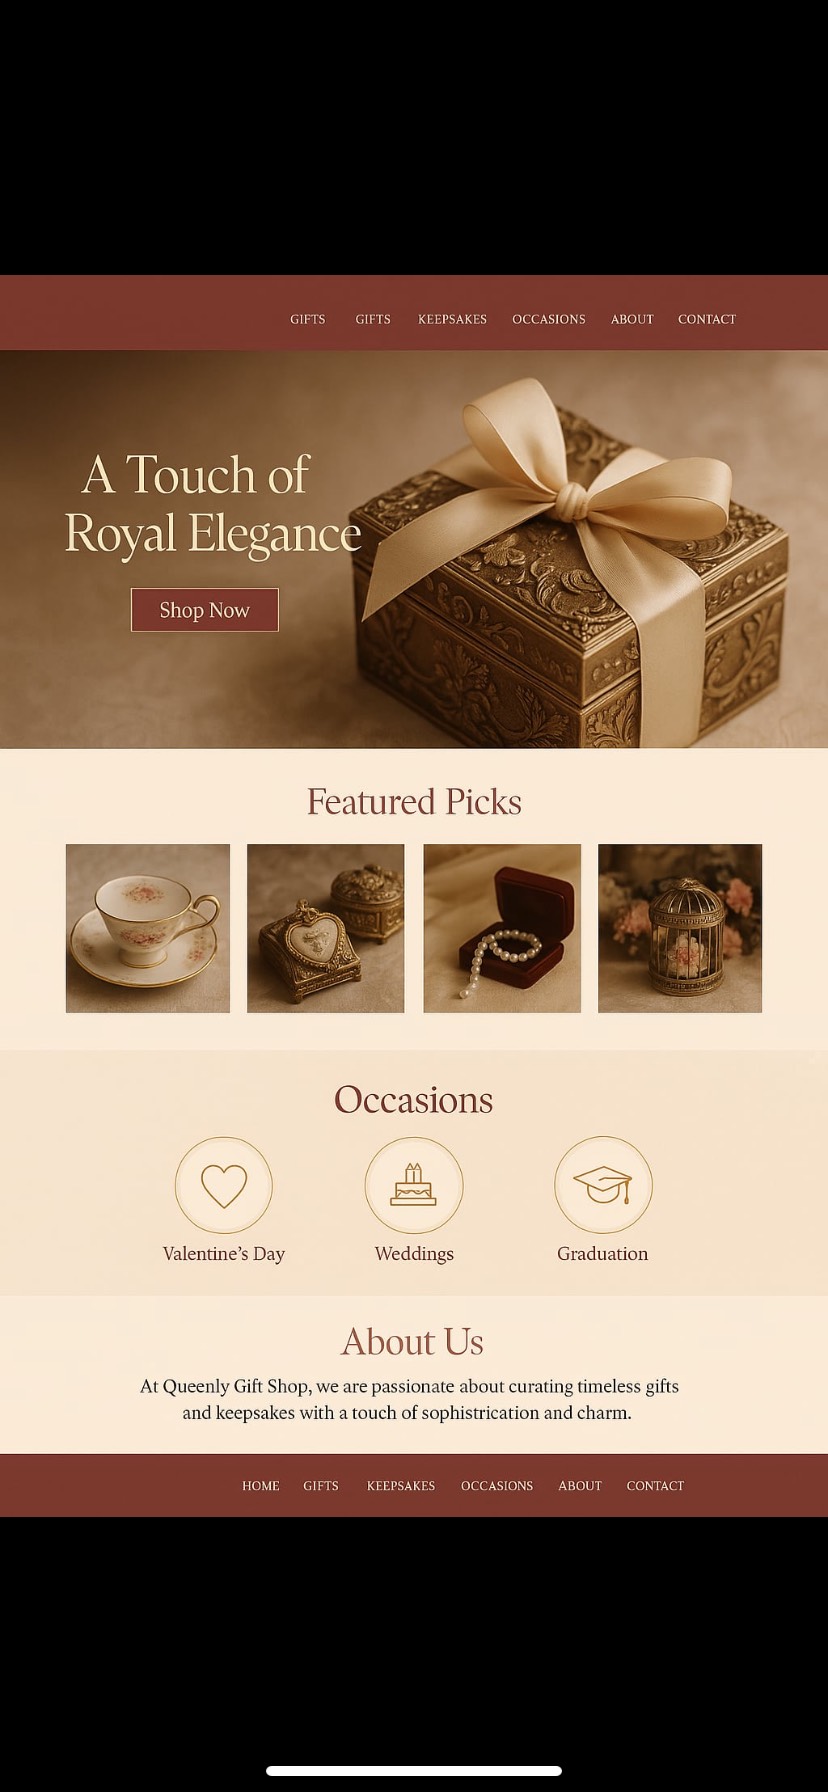 GIFTS GIFTS KEEPSAKES OCCASIONS ABOUT CONTACT
A Touch of
Royal Elegance
Shop Now
Featured Picks
Occasions
Valentine's Day Weddings Graduation
About Us
At Queenly Gift Shop, we are passionate about curating timeless gifts
and keepsakes with a touch of sophistrication and charm.
HOME GIFTS KEEPSAKES OCCASIONS ABOUT CONTACT